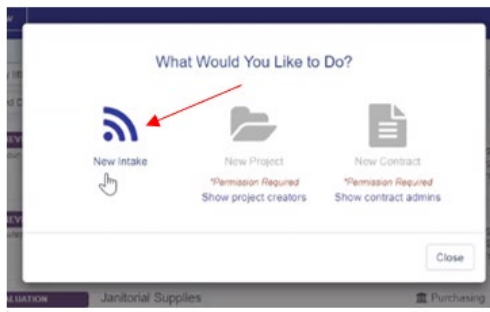 What Would You Like to Do?
New Intake
New Project
New Contract
*Permission Required
*Permission Required
Show project creators
Show contract admins
Close
Janitorial Supplies
Purchasing